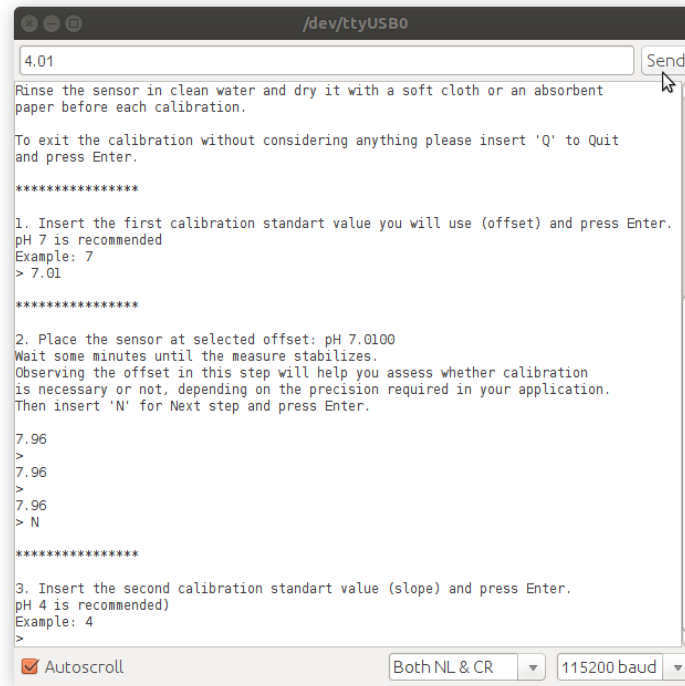 /dev/ttyUSB0
4.01
Send
Rinse the sensor in clean water and dry it with a soft cloth or an absorbent
paper before each calibration.
To exit the calibration without considering anything please insert 'Q' to Quit
and press Enter.
****************
1. Insert the first calibration standart value you will use (offset) and press Enter.
pH 7 is recommended
Example: 7
> 7.01
****************
2. Place the sensor at selected offset: pH 7.0100
Wait some minutes until the measure stabilizes.
Observing the offset in this step will help you assess whether calibration
is necessary or not, depending on the precision required in your application.
Then insert 'N' for Next step and press Enter.
7.96
>
7.96
>
7.96
> N
****************
3. Insert the second calibration standart value (slope) and press Enter.
pH 4 is recommended)
Example: 4
>
Autoscroll
Both NL & CR
115200 baud